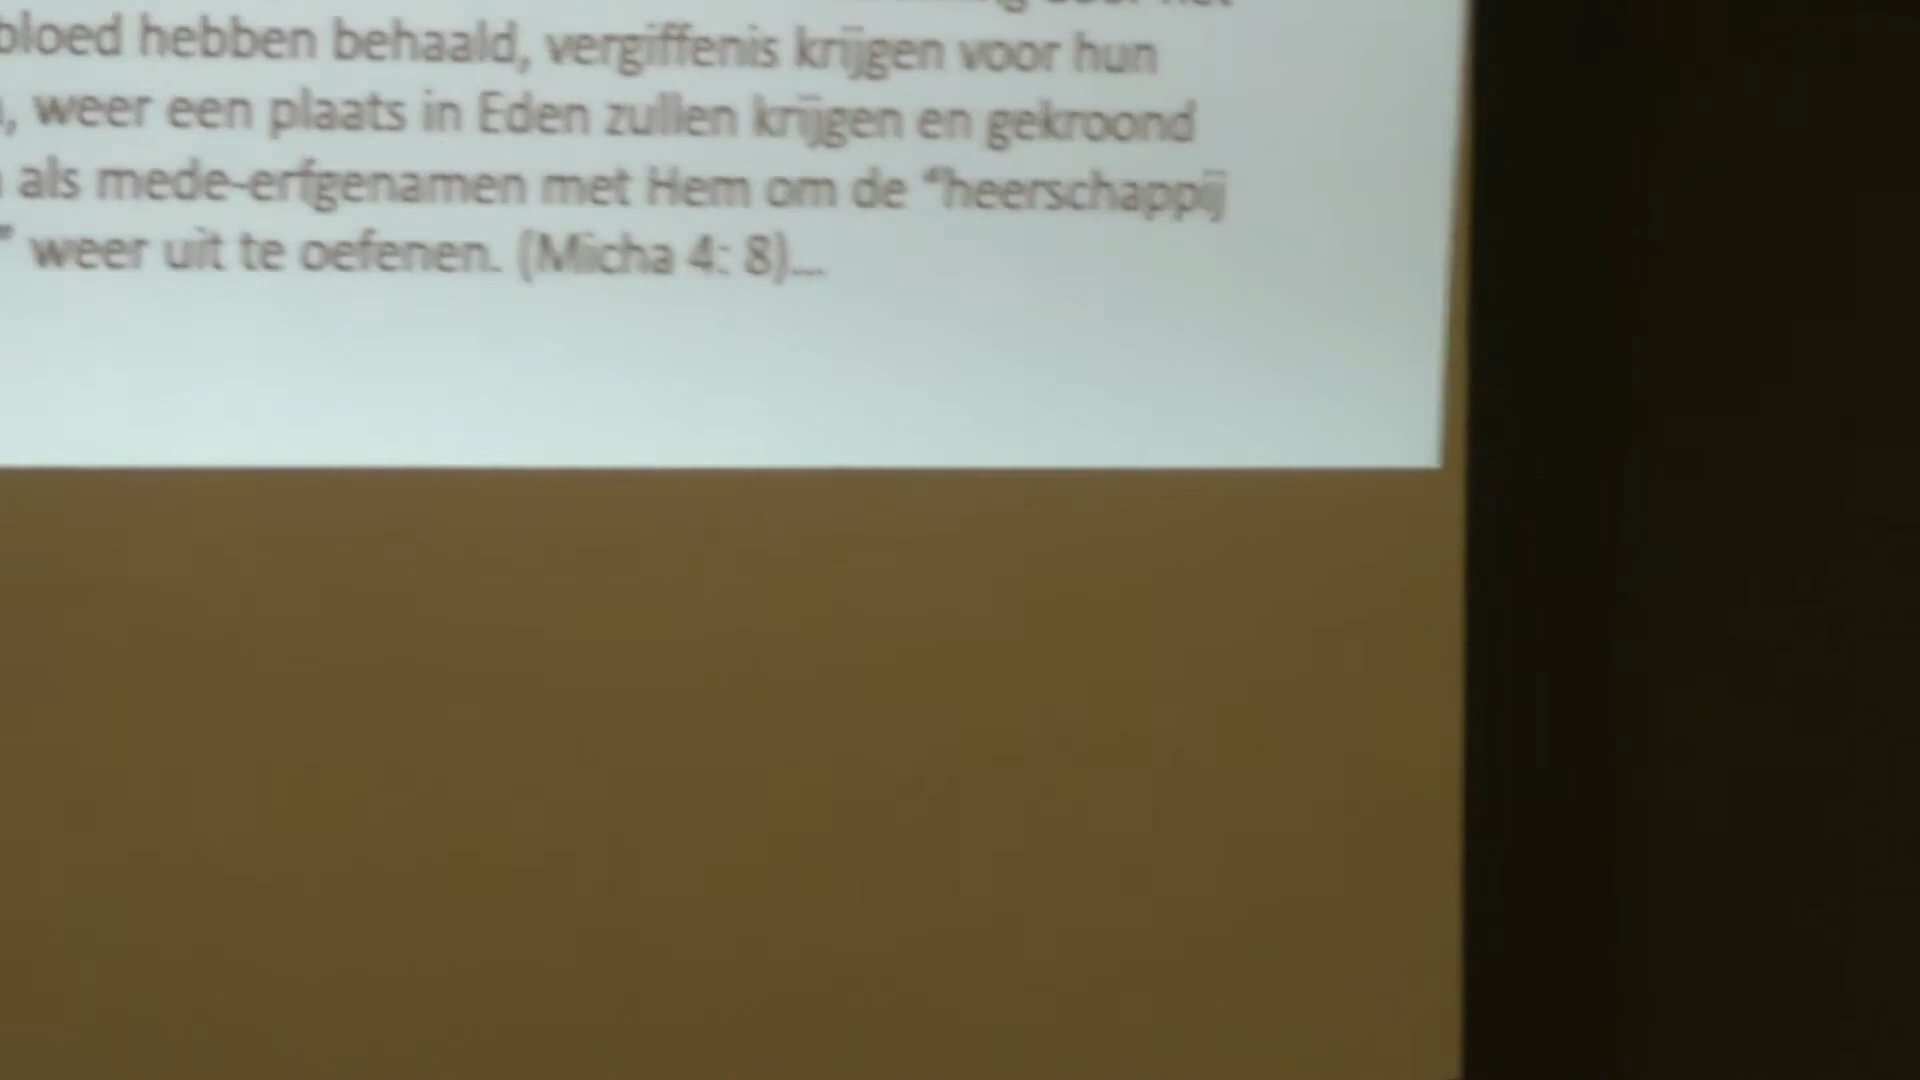 bloed hebben behaald, vergiffenis krijgen voor hun
, weer een plaats in Eden zullen krijgen en gekroond
als mede-erfgenamen met Hem om de “heerschappij
” weer uit te oefenen. (Micha 4: 8)...